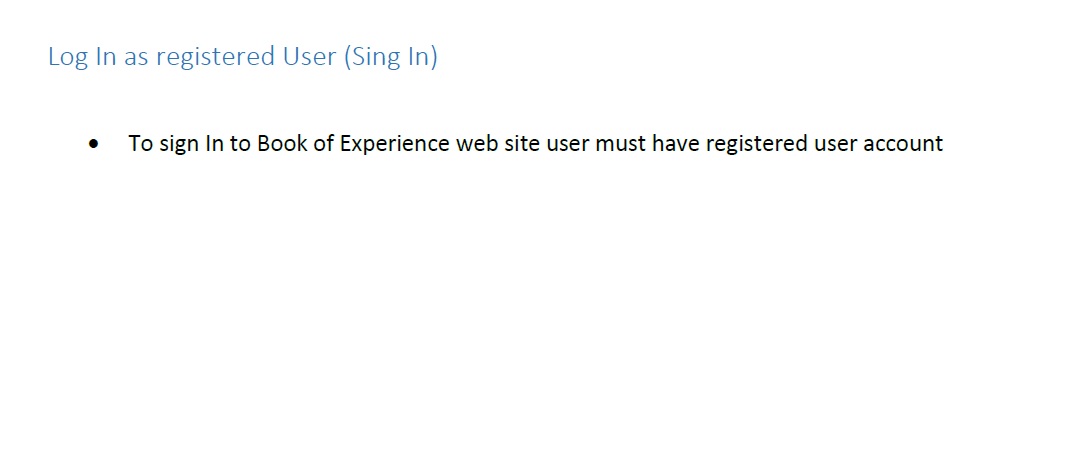 Log In as registered User (Sing In)
• To sign In to Book of Experience web site user must have registered user account